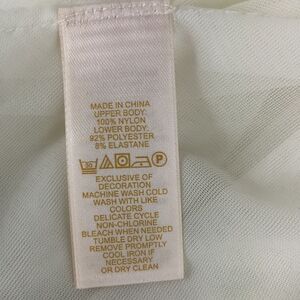 MADE IN CHINA
UPPER BODY:
100% NYLON
LOWER BODY:
92% POLYESTER
8% ELASTANE
30 P
EXCLUSIVE OF
DECORATION
MACHINE WASH COLD
WASH WITH LIKE
COLORS
DELICATE CYCLE
NON-CHLORINE
BLEACH WHEN NEEDED
TUMBLE DRY LOW
REMOVE PROMPTLY
COOL IRON IF
NECESSARY
OR DRY CLEAN